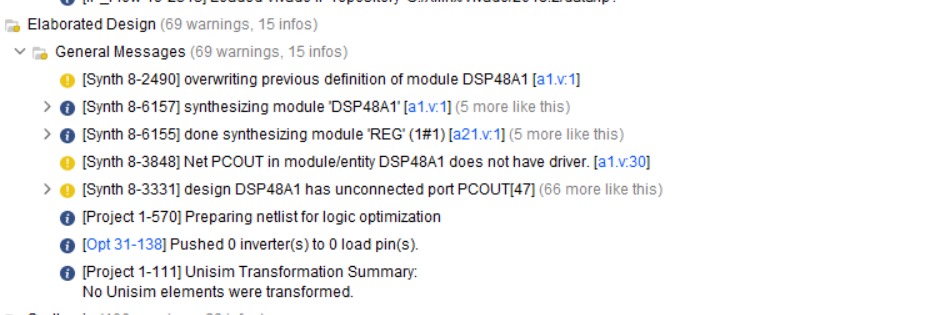 Elaborated Design (69 warnings, 15 infos)
General Messages (69 warnings, 15 infos)
[Synth 8-2490] overwriting previous definition of module DSP48A1 [a1.v:1]
[Synth 8-6157] synthesizing module 'DSP48A1' [a1.v:1] (5 more like this)
[Synth 8-6155] done synthesizing module 'REG' (1#1) [a21.v:1] (5 more like this)
[Synth 8-3848] Net PCOUT in module/entity DSP48A1 does not have driver. [a1.v:30]
[Synth 8-3331] design DSP48A1 has unconnected port PCOUT[47] (66 more like this)
[Project 1-570] Preparing netlist for logic optimization
[Opt 31-138] Pushed 0 inverter(s) to 0 load pin(s).
[Project 1-111] Unisim Transformation Summary:
No Unisim elements were transformed.